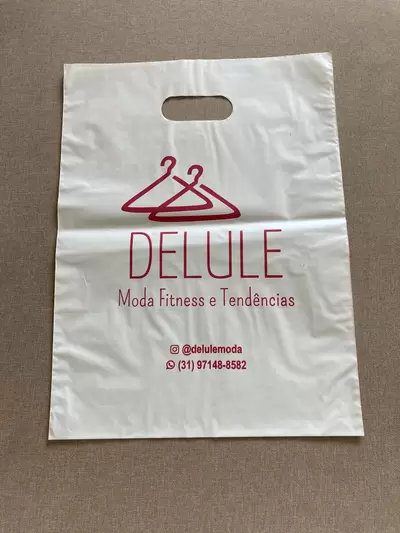 DELULE
Moda Fitness e Tendências
@delulemoda
(31) 97148-8582